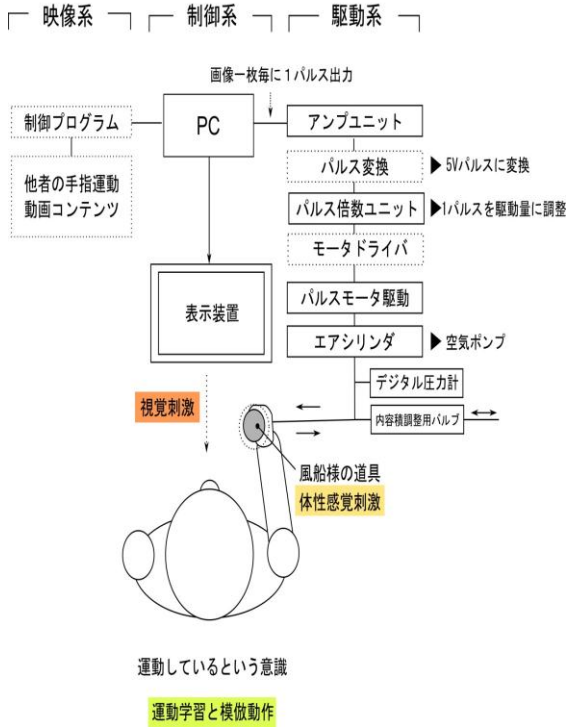 映像系 制御系 駆動系
画像一枚毎に１パルス出力
制御プログラム PC アンプユニット
他者の手指運動
動画コンテンツ
パルス変換 ▶ 5Vパルスに変換
パルス倍数ユニット ▶1パルスを駆動量に調整
モータドライバ
表示装置
パルスモータ駆動
エアシリンダ ▶ 空気ポンプ
デジタル圧力計
視覚刺激
内容積調整用バルブ
風船様の道具
体性感覚刺激
運動しているという意識
運動学習と模倣動作